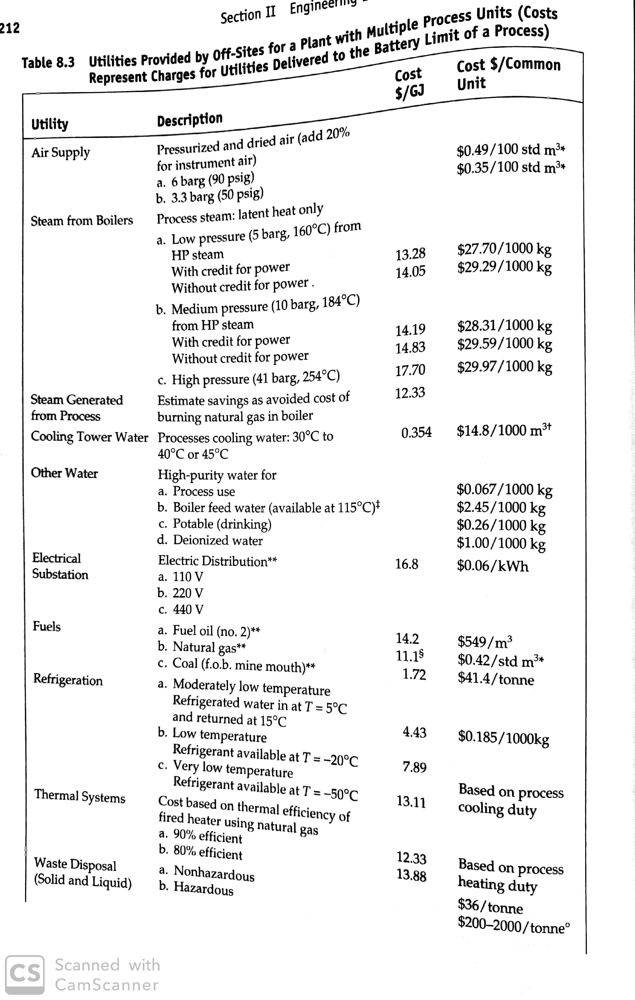 Section II Engineering
212
Table 8.3 Utilities Provided by Off-Sites for a Plant with Multiple Process Units (Costs
Represent Charges for Utilities Delivered to the Battery Limit of a Process)
Utility Description Cost $/GJ Cost $/Common Unit
Air Supply Pressurized and dried air (add 20%
for instrument air)
a. 6 barg (90 psig) $0.49/100 std m³*
b. 3.3 barg (50 psig) $0.35/100 std m³*
Steam from Boilers Process steam: latent heat only
a. Low pressure (5 barg, 160°C) from
HP steam
With credit for power 13.28 $27.70/1000 kg
Without credit for power . 14.05 $29.29/1000 kg
b. Medium pressure (10 barg, 184°C)
from HP steam
With credit for power 14.19 $28.31/1000 kg
Without credit for power 14.83 $29.59/1000 kg
c. High pressure (41 barg, 254°C) 17.70 $29.97/1000 kg
Steam Generated Estimate savings as avoided cost of 12.33
from Process burning natural gas in boiler
Cooling Tower Water Processes cooling water: 30°C to 0.354 $14.8/1000 m³†
40°C or 45°C
Other Water High-purity water for
a. Process use $0.067/1000 kg
b. Boiler feed water (available at 115°C)‡ $2.45/1000 kg
c. Potable (drinking) $0.26/1000 kg
d. Deionized water $1.00/1000 kg
Electrical Electric Distribution** 16.8 $0.06/kWh
Substation a. 110 V
b. 220 V
c. 440 V
Fuels a. Fuel oil (no. 2)** 14.2 $549/m³
b. Natural gas** 11.1§ $0.42/std m³*
c. Coal (f.o.b. mine mouth)** 1.72 $41.4/tonne
Refrigeration a. Moderately low temperature
Refrigerated water in at T = 5°C
and returned at 15°C 4.43 $0.185/1000kg
b. Low temperature
Refrigerant available at T = –20°C 7.89
c. Very low temperature
Refrigerant available at T = –50°C 13.11 Based on process
cooling duty
Thermal Systems Cost based on thermal efficiency of
fired heater using natural gas
a. 90% efficient 12.33 Based on process
b. 80% efficient 13.88 heating duty
Waste Disposal a. Nonhazardous $36/tonne
(Solid and Liquid) b. Hazardous $200–2000/tonne°
CS Scanned with
CamScanner